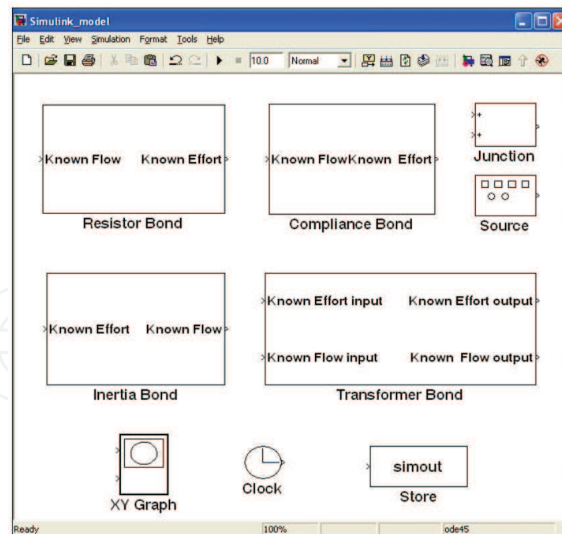 Simulink_model
File Edit View Simulation Format Tools Help
10.0 Normal
Known Flow Known Effort
Resistor Bond
Known Flow Known Effort
Compliance Bond
+
+
Junction
Source
Known Effort Known Flow
Inertia Bond
Known Effort input Known Effort output
Known Flow input Known Flow output
Transformer Bond
XY Graph
Clock
simout
Store
Ready 100% ode45